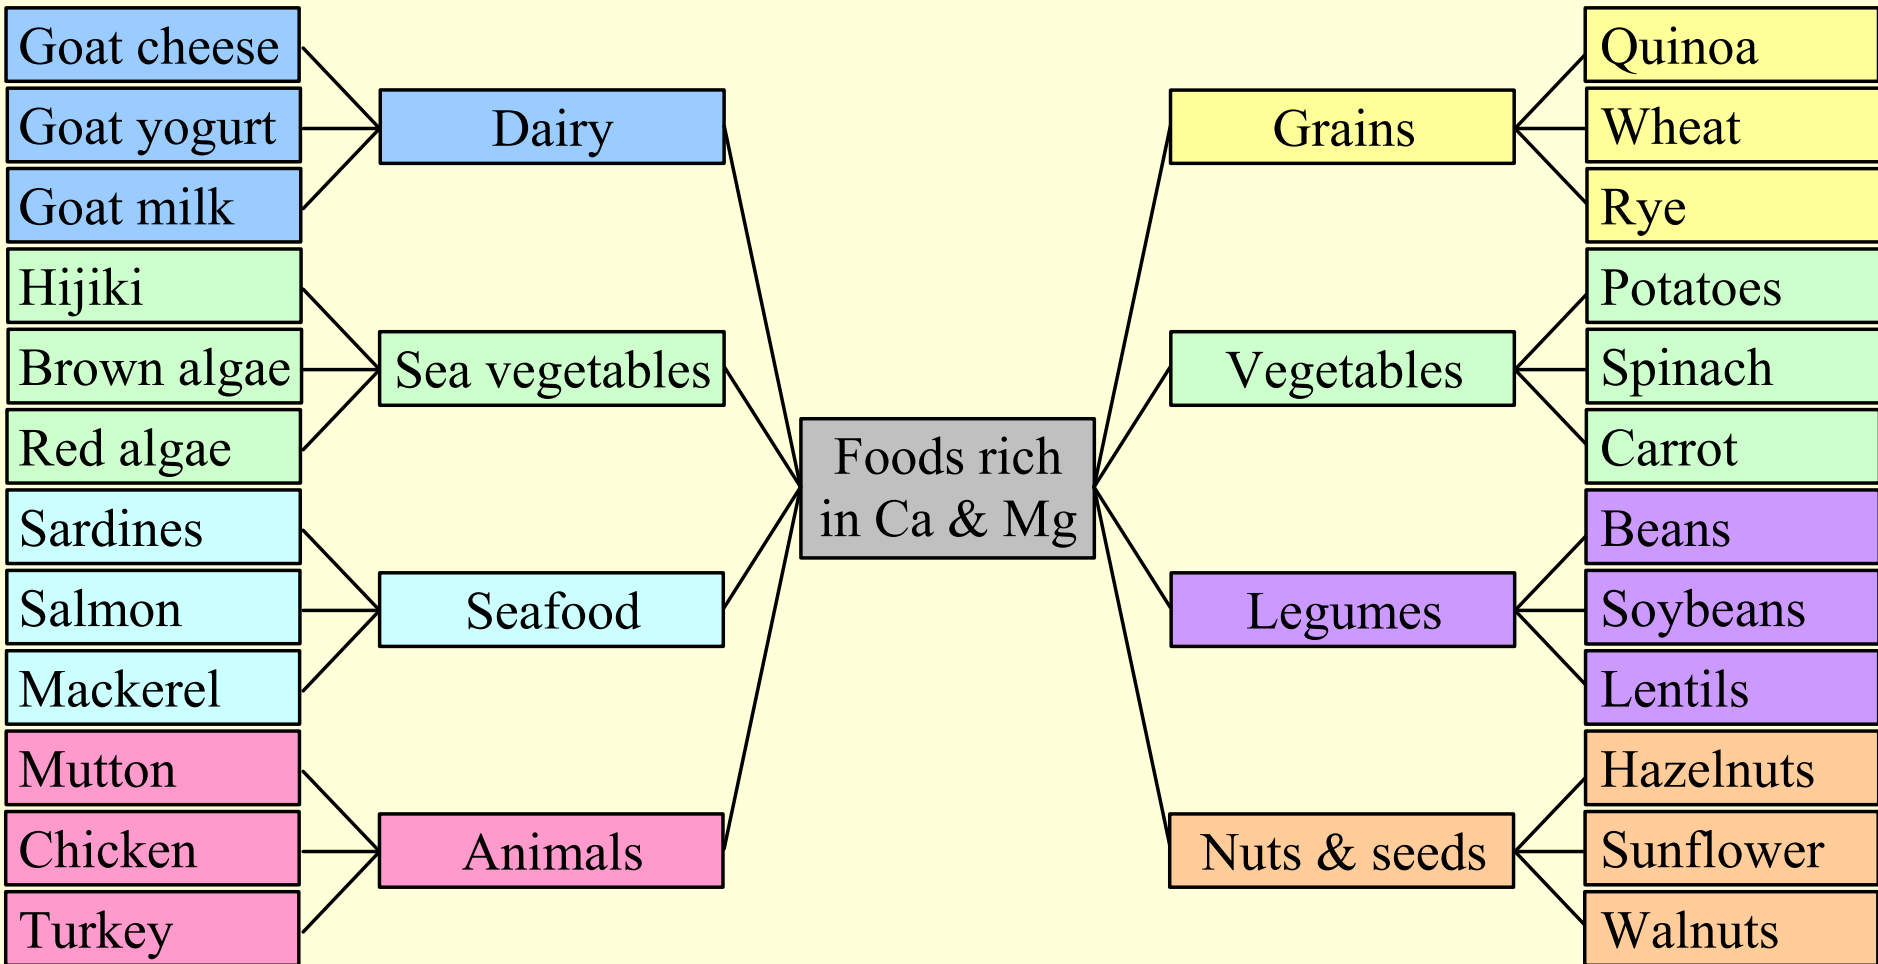 Goat cheese
Goat yogurt
Goat milk
Hijiki
Brown algae
Red algae
Sardines
Salmon
Mackerel
Mutton
Chicken
Turkey
Dairy
Sea vegetables
Seafood
Animals
Foods rich
in Ca & Mg
Grains
Vegetables
Legumes
Nuts & seeds
Quinoa
Wheat
Rye
Potatoes
Spinach
Carrot
Beans
Soybeans
Lentils
Hazelnuts
Sunflower
Walnuts